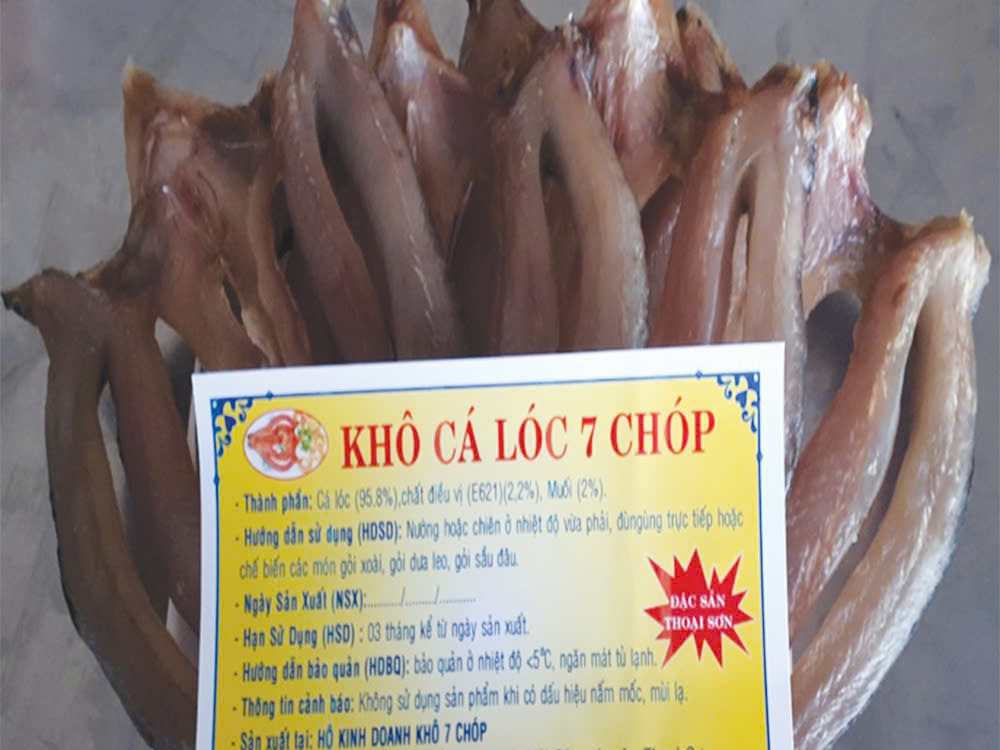 KHÔ CÁ LÓC 7 CHÓP
- Thành phần: Cá lóc (95.8%),chất điều vị (E621)(2,2%), Muối (2%).
- Hướng dẫn sử dụng (HDSD): Nướng hoặc chiên ở nhiệt độ vừa phải, đùngùng trực tiếp hoặc
chế biến các món gỏi xoài, gỏi dưa leo, gỏi sầu đâu.
- Ngày Sản Xuất (NSX):........./........./...........
- Hạn Sử Dụng (HSD) : 03 tháng kể từ ngày sản xuất.
- Hướng dẫn bảo quản (HDBQ): bảo quản ở nhiệt độ <5°C, ngăn mát tủ lạnh.
- Thông tin cảnh báo: Không sử dụng sản phẩm khi có dấu hiệu nấm mốc, mùi lạ.
- Sản xuất tại: HỘ KINH DOANH KHÔ 7 CHÓP
ĐẶC SẢN
THOẠI SƠN